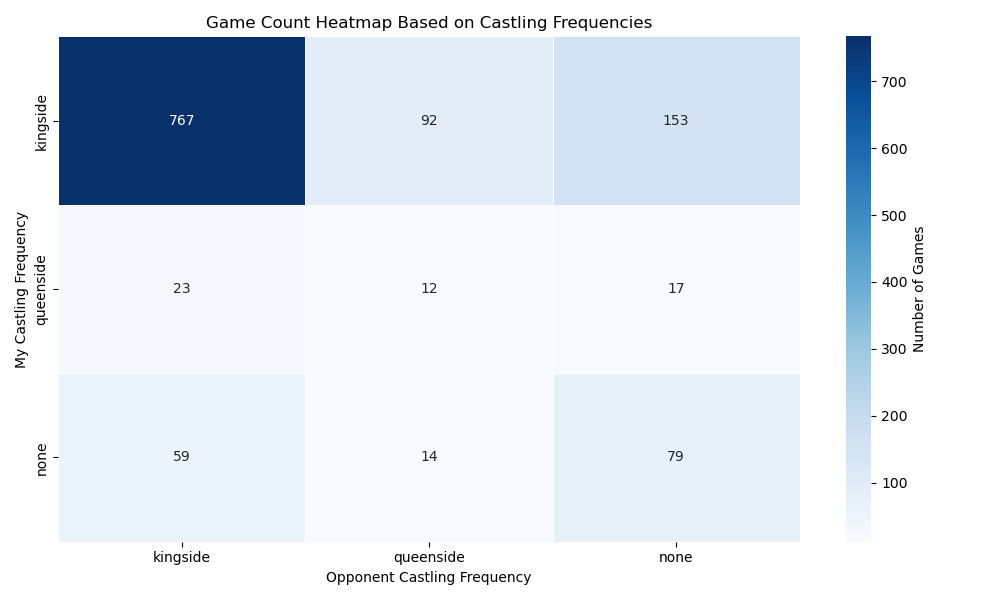 Game Count Heatmap Based on Castling Frequencies
My Castling Frequency
kingside
767
92
153
queenside
23
12
17
none
59
14
79
kingside
queenside
none
Opponent Castling Frequency
700
600
500
400
300
200
100
Number of Games